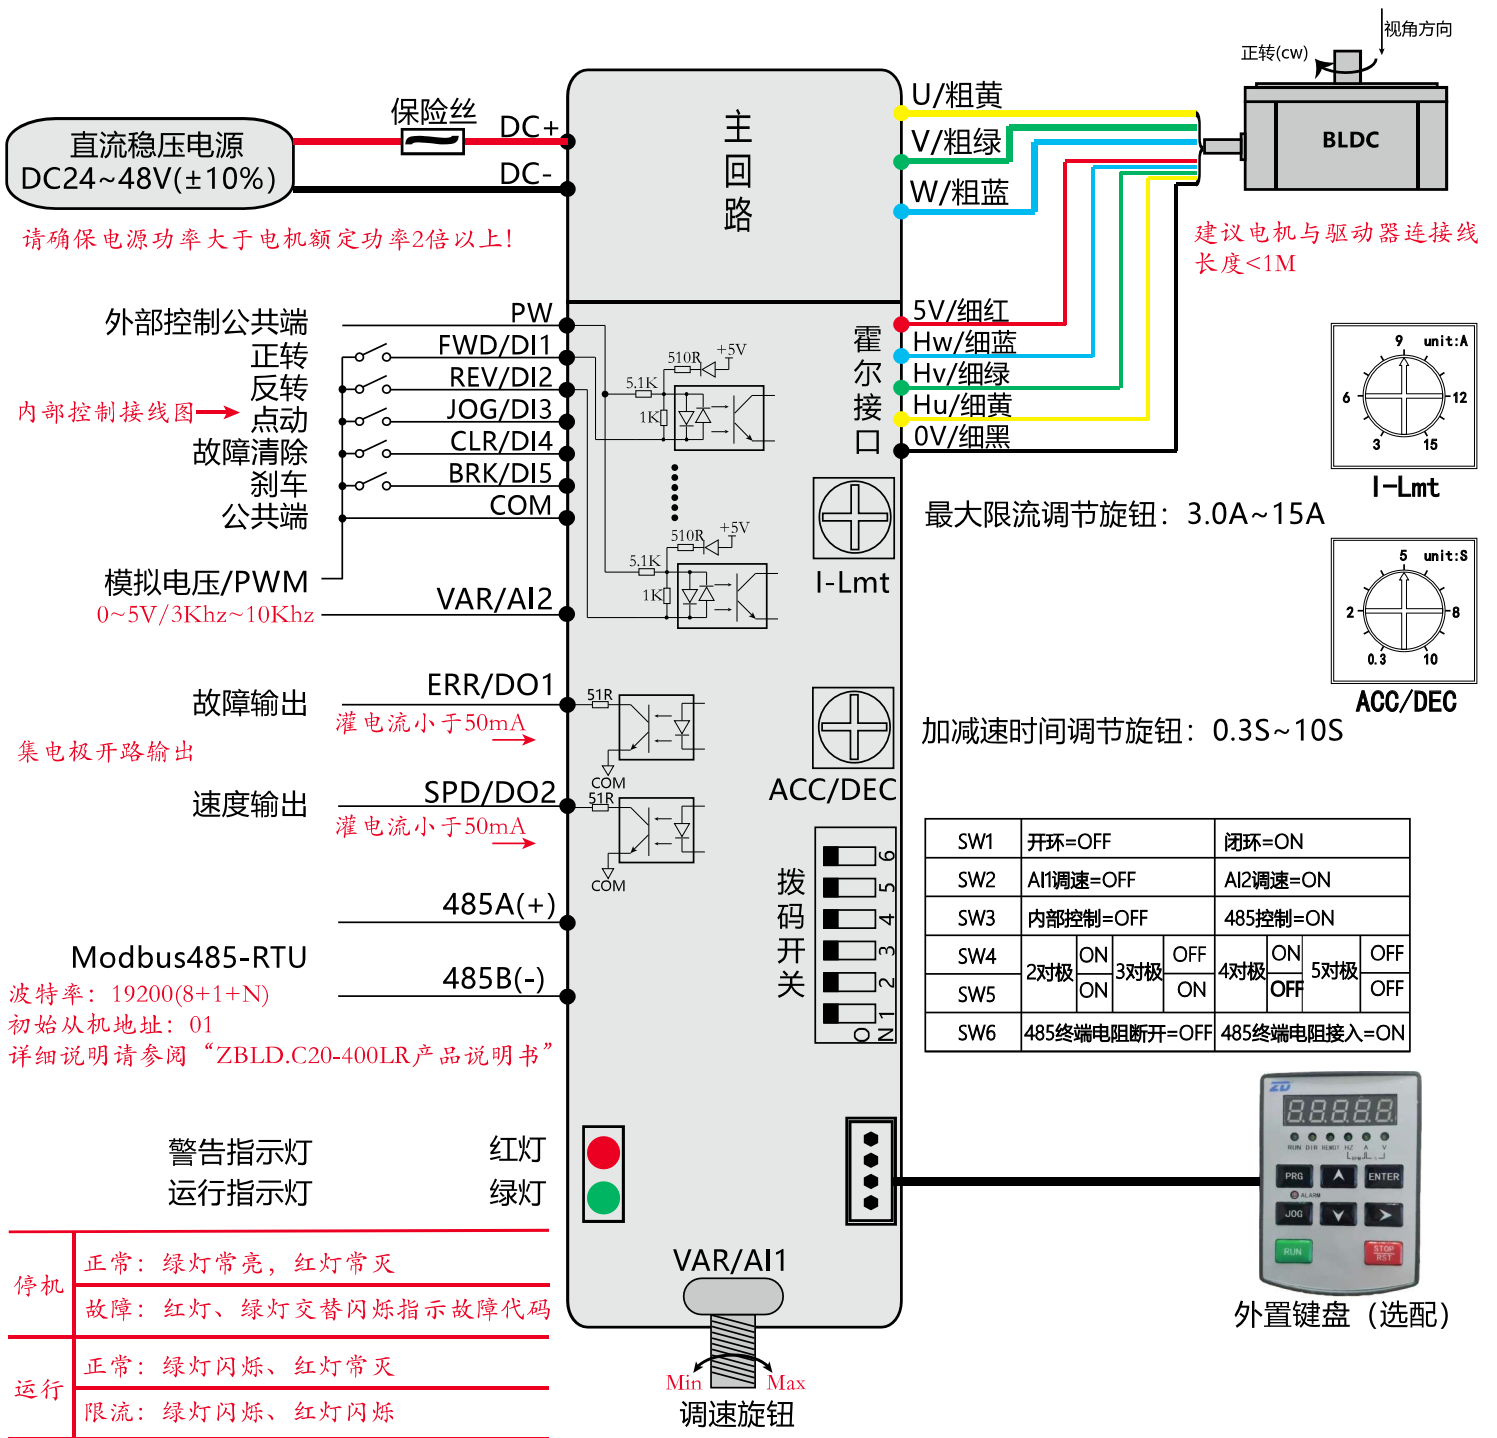 视角方向
正转(cw)
BLDC
建议电机与驱动器连接线
长度<1M
直流稳压电源
DC24~48V(±10%)
保险丝
DC+
DC-
请确保电源功率大于电机额定功率2倍以上!
主回路
U/粗黄
V/粗绿
W/粗蓝
外部控制公共端
PW
正转
FWD/DI1
反转
REV/DI2
内部控制接线图
点动
JOG/DI3
故障清除
CLR/DI4
刹车
BRK/DI5
公共端
COM
模拟电压/PWM
0~5V/3Khz~10Khz
VAR/AI2
510R
+5V
5.1K
1K
510R
+5V
5.1K
1K
霍尔接口
5V/细红
Hw/细蓝
Hv/细绿
Hu/细黄
0V/细黑
I-Lmt
最大限流调节旋钮：3.0A~15A
9 unit:A
6
12
3
15
I-Lmt
5 unit:S
2
8
0.3
10
ACC/DEC
故障输出
ERR/DO1
灌电流小于50mA
集电极开路输出
速度输出
SPD/DO2
灌电流小于50mA
51R
COM
51R
COM
ACC/DEC
加减速时间调节旋钮：0.3S~10S
拨码开关
6
5
4
3
2
1
ON
SW1 开环=OFF 闭环=ON
SW2 AI1调速=OFF AI2调速=ON
SW3 内部控制=OFF 485控制=ON
SW4 2对极 ON 3对极 OFF 4对极 ON 5对极 OFF
SW5 ON ON OFF OFF
SW6 485终端电阻断开=OFF 485终端电阻接入=ON
485A(+)
Modbus485-RTU
485B(-)
波特率：19200(8+1+N)
初始从机地址：01
详细说明请参阅“ZBLD.C20-400LR产品说明书”
警告指示灯 红灯
运行指示灯 绿灯
停机
正常：绿灯常亮，红灯常灭
故障：红灯、绿灯交替闪烁指示故障代码
运行
正常：绿灯闪烁、红灯常灭
限流：绿灯闪烁、红灯闪烁
VAR/AI1
Min
Max
调速旋钮
ZD
88888
RUN DIR REMOT HZ A V
PRG
ENTER
ALARM
JOG
RUN
STOP
RST
外置键盘（选配）